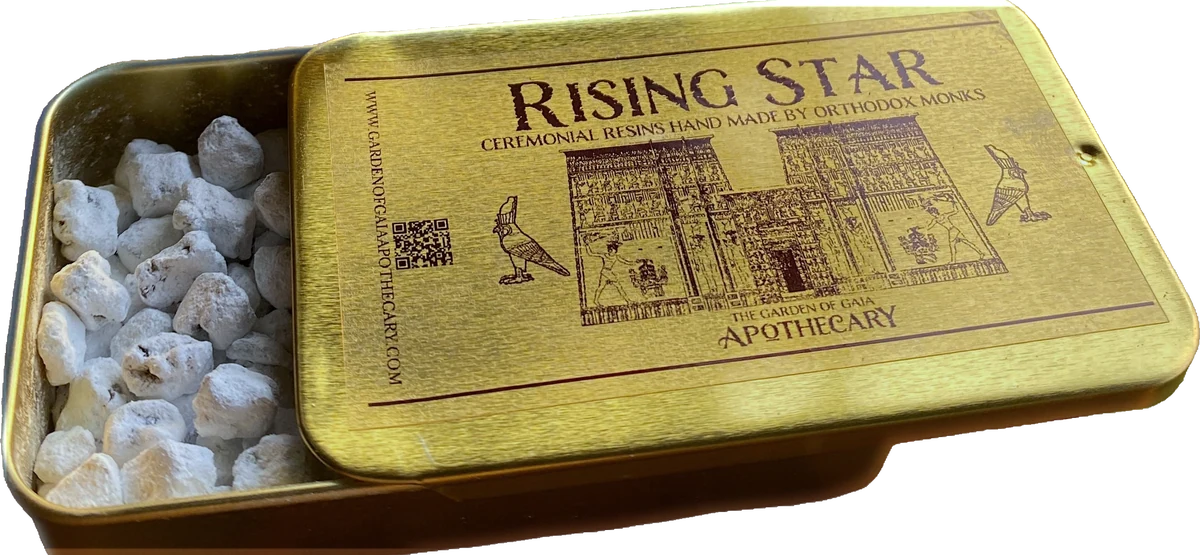 RISING STAR
CEREMONIAL RESINS HAND MADE BY ORTHODOX MONKS
WWW.GARDENOFGAIAAPOTHECARY.COM
THE GARDEN OF GAIA
APOTHECARY